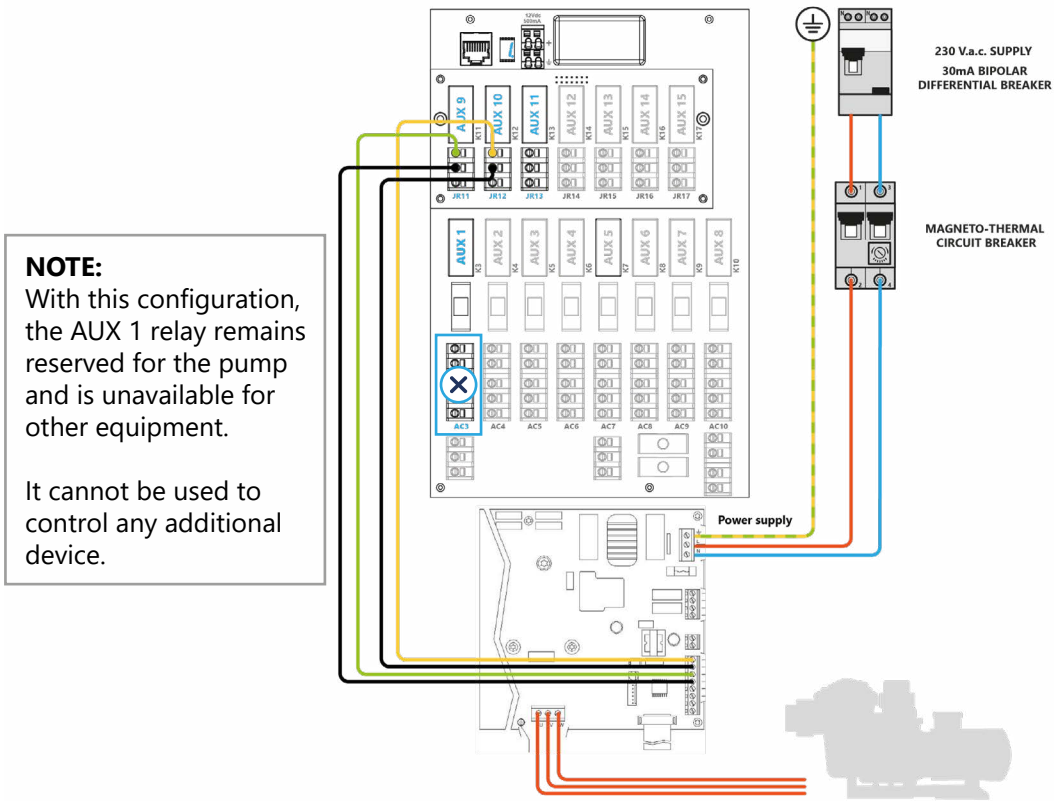 12Vdc
500mA
+
AUX 9
K11
AUX 10
K12
AUX 11
K13
AUX 12
K14
AUX 13
K15
AUX 14
K16
AUX 15
K17
JR11
JR12
JR13
JR14
JR15
JR16
JR17
AUX 1
K3
AUX 2
K4
AUX 3
K5
AUX 4
K6
AUX 5
K7
AUX 6
K8
AUX 7
K9
AUX 8
K10
AC3
AC4
AC5
AC6
AC7
AC8
AC9
AC10
N
N
230 V.a.c. SUPPLY
30mA BIPOLAR
DIFFERENTIAL BREAKER
1
3
MAGNETO-THERMAL
CIRCUIT BREAKER
2
4
NOTE:
With this configuration,
the AUX 1 relay remains
reserved for the pump
and is unavailable for
other equipment.
It cannot be used to
control any additional
device.
Power supply
L
N
U
V
W